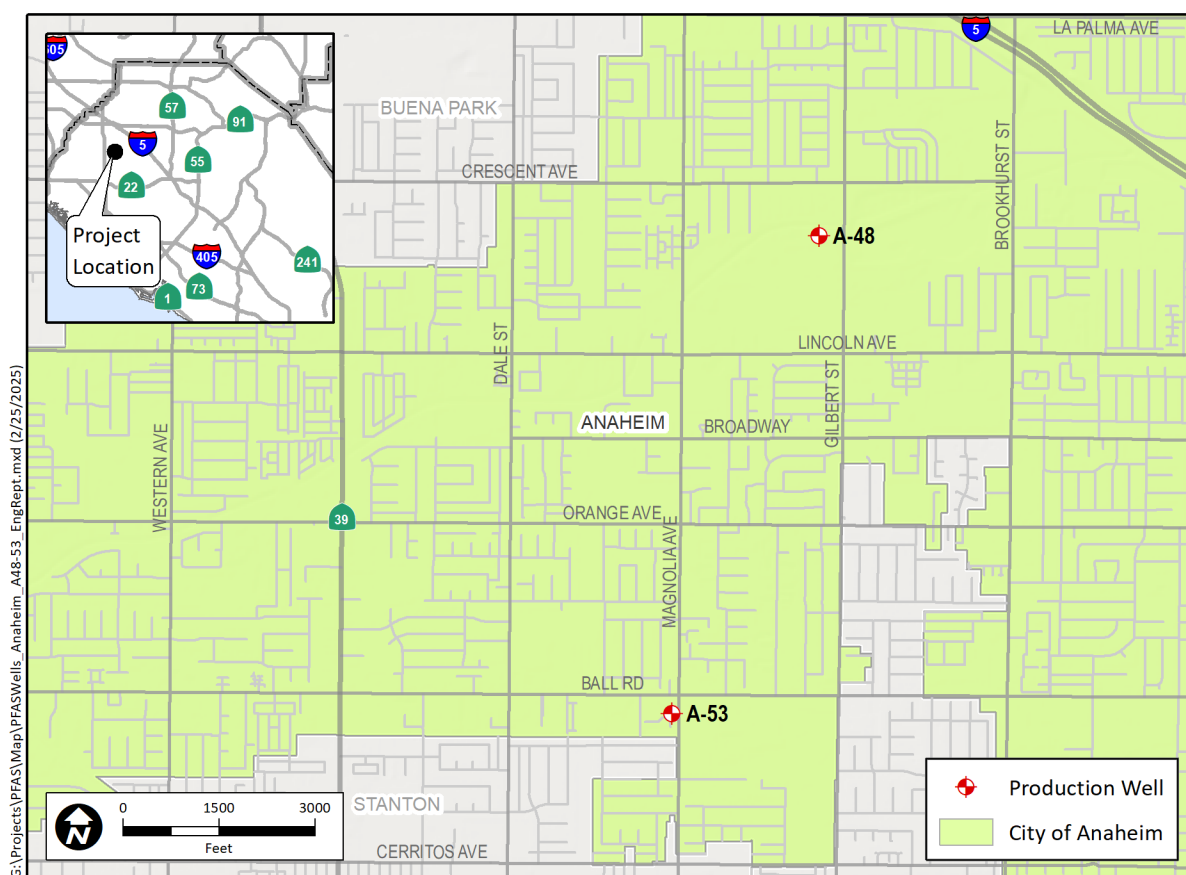 5
LA PALMA AVE
605
57
91
BUENA PARK
5
55
BROOKHURST ST
CRESCENT AVE
22
A-48
Project
Location
405
241
73
1
DALE ST
LINCOLN AVE
GILBERT ST
ANAHEIM
BROADWAY
WESTERN AVE
39
ORANGE AVE
MAGNOLIA AVE
BALL RD
A-53
Production Well
City of Anaheim
N
0 1500 3000
Feet
STANTON
CERRITOS AVE
G:\Projects\PFAS\Map\PFASWells_Anaheim_A48-53_EngRept.mxd (2/25/2025)